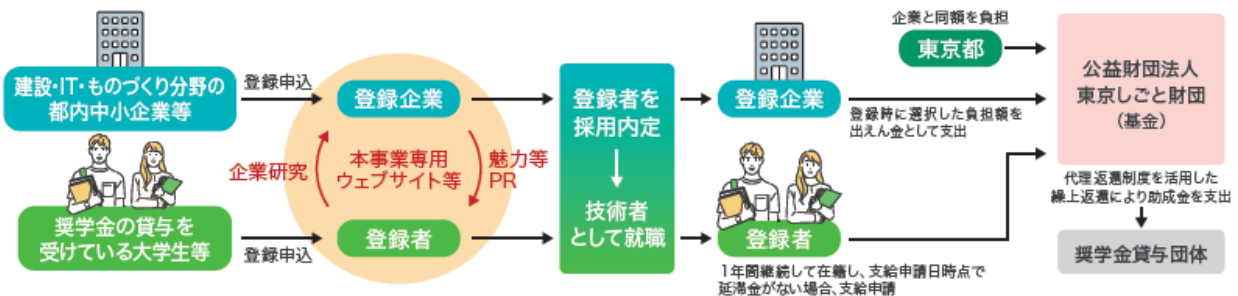 建設・IT・ものづくり分野の
都内中小企業等
登録申込
奨学金の貸与を
受けている大学生等
登録申込
登録企業
企業研究
本事業専用
ウェブサイト等
魅力等
PR
登録者
登録者を
採用内定
技術者
として就職
登録企業
登録時に選択した負担額を
出えん金として支出
登録者
1年間継続して在籍し、支給申請日時点で
延滞金がない場合、支給申請
企業と同額を負担
東京都
公益財団法人
東京しごと財団
（基金）
代理返還制度を活用した
繰上返還により助成金を支出
奨学金貸与団体